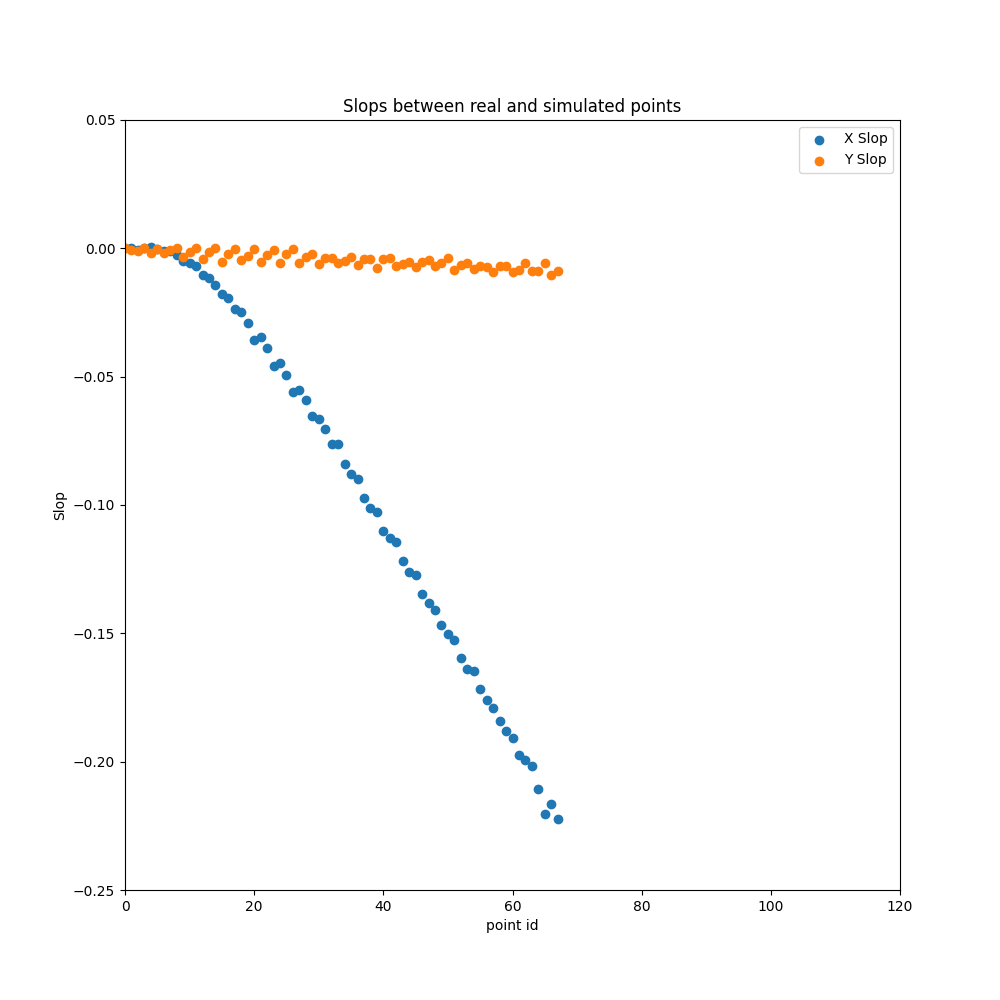 Slops between real and simulated points
0.05
0.00
−0.05
−0.10
−0.15
−0.20
−0.25
Slop
X Slop
Y Slop
0 20 40 60 80 100 120
point id